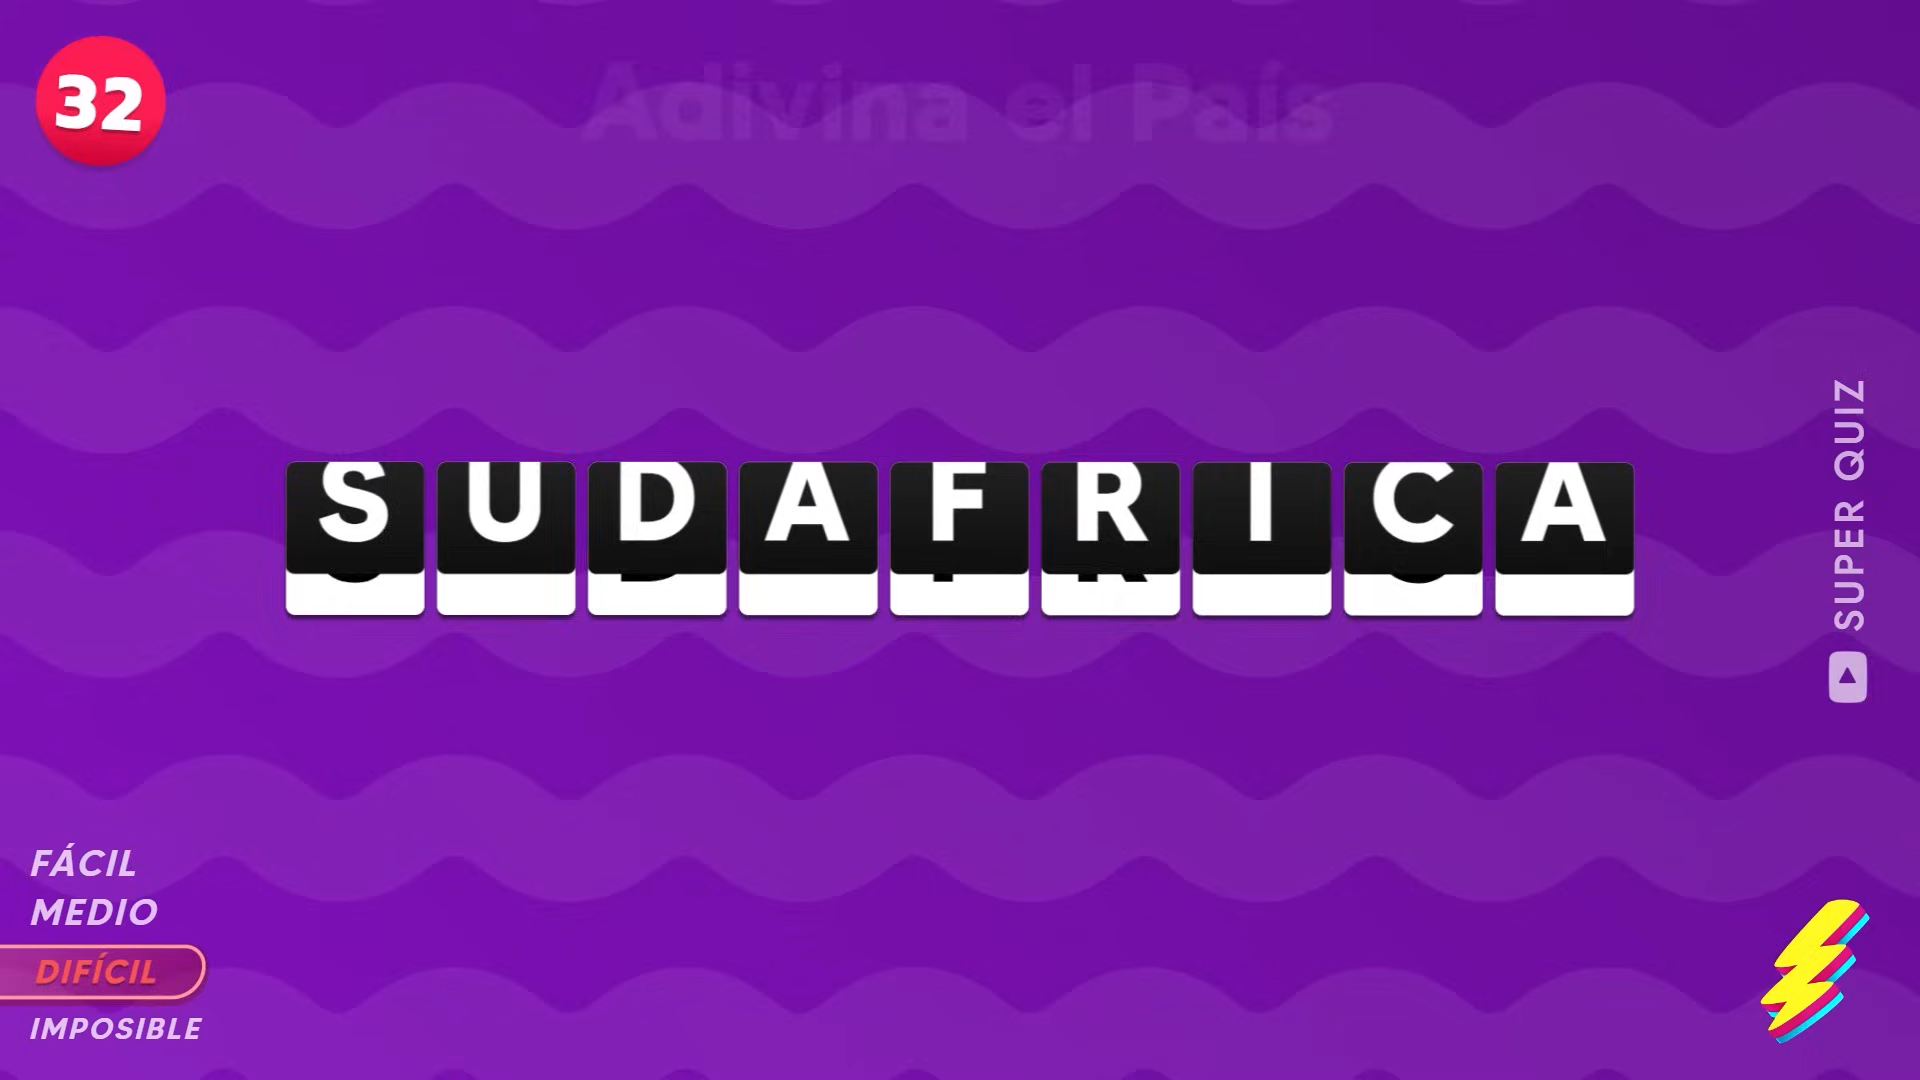 32
Adivina el País
SUDAFRICA
SUPER QUIZ
FÁCIL
MEDIO
DIFÍCIL
IMPOSIBLE